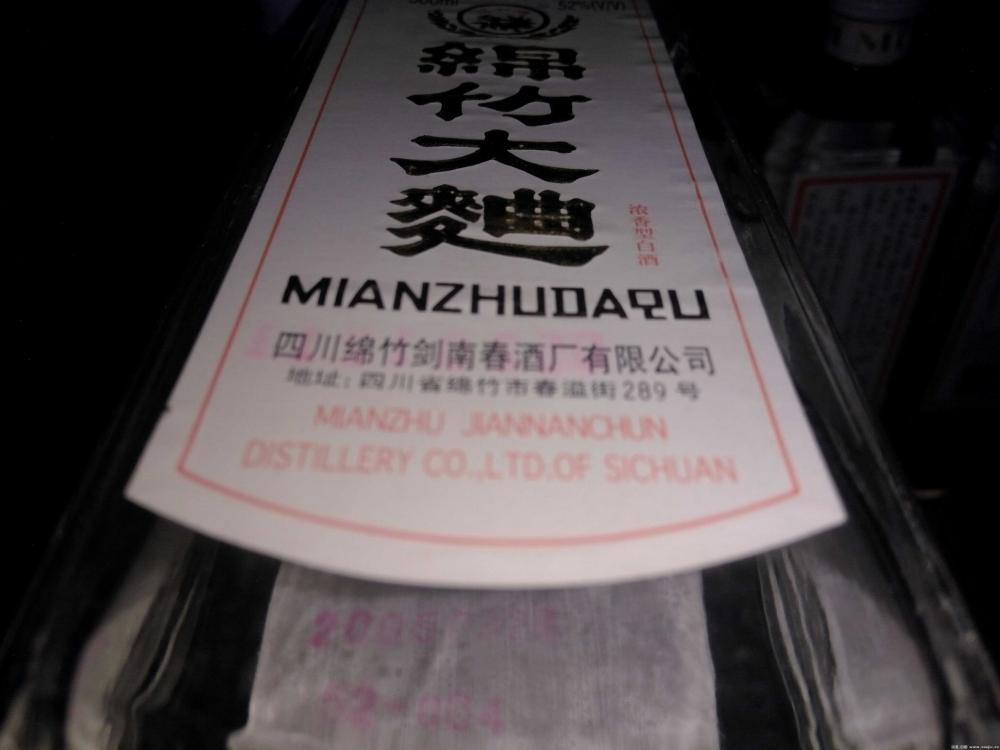 500ml 52%(V/V)
綿竹大麯
浓香型白酒
MIANZHUDAQU
四川绵竹剑南春酒厂有限公司
地址：四川省绵竹市春溢街289号
MIANZHU JIANNANCHUN
DISTILLERY CO.,LTD.OF SICHUAN